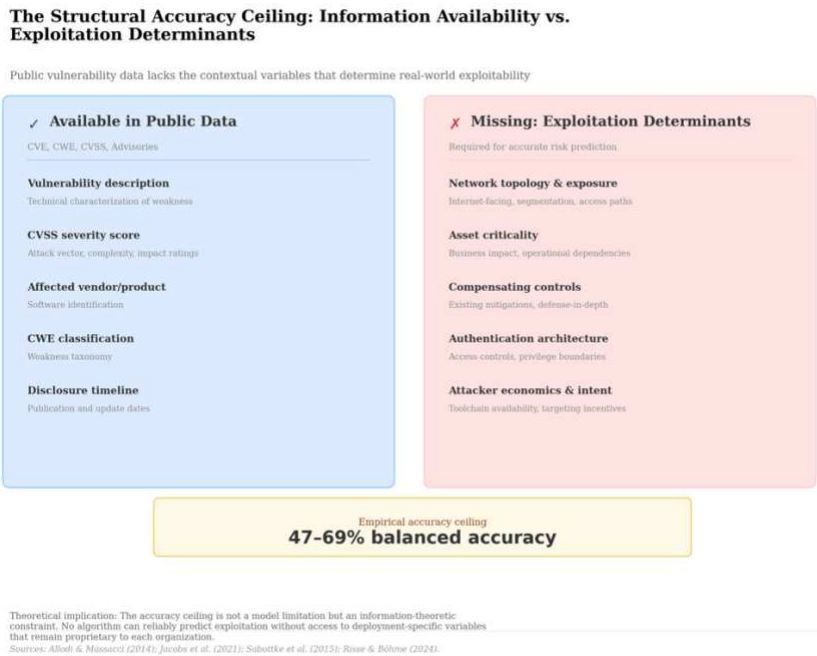 The Structural Accuracy Ceiling: Information Availability vs.
Exploitation Determinants
Public vulnerability data lacks the contextual variables that determine real-world exploitability
✓ Available in Public Data
CVE, CWE, CVSS, Advisories
Vulnerability description
Technical characterization of weakness
CVSS severity score
Attack vector, complexity, impact ratings
Affected vendor/product
Software identification
CWE classification
Weakness taxonomy
Disclosure timeline
Publication and update dates
✗ Missing: Exploitation Determinants
Required for accurate risk prediction
Network topology & exposure
Internet-facing, segmentation, access paths
Asset criticality
Business impact, operational dependencies
Compensating controls
Existing mitigations, defense-in-depth
Authentication architecture
Access controls, privilege boundaries
Attacker economics & intent
Toolchain availability, targeting incentives
Empirical accuracy ceiling
47–69% balanced accuracy
Theoretical implication: The accuracy ceiling is not a model limitation but an information-theoretic
constraint. No algorithm can reliably predict exploitation without access to deployment-specific variables
that remain proprietary to each organization.
Sources: Allodi & Massacci (2014); Jacobs et al. (2021); Sabottke et al. (2015); Risse & Böhme (2024).